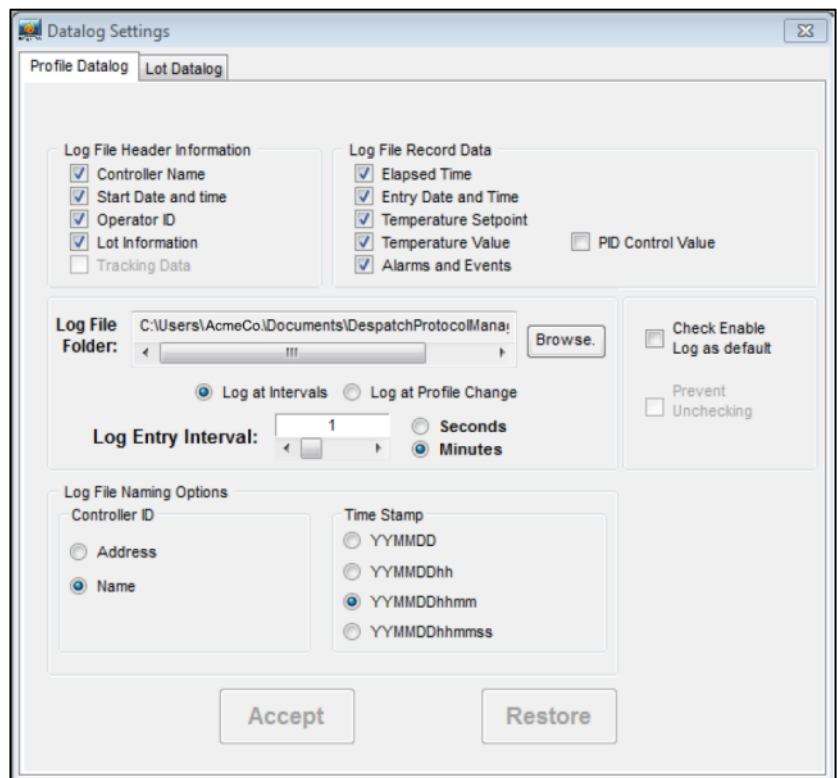 Datalog Settings
Profile Datalog Lot Datalog
Log File Header Information
Controller Name
Start Date and time
Operator ID
Lot Information
Tracking Data
Log File Record Data
Elapsed Time
Entry Date and Time
Temperature Setpoint
Temperature Value PID Control Value
Alarms and Events
Log File
Folder:
C:\Users\AcmeCo.\Documents\DespatchProtocolMana
Browse.
Check Enable
Log as default
Log at Intervals Log at Profile Change
Prevent
Unchecking
Log Entry Interval: 1
Seconds
Minutes
Log File Naming Options
Controller ID
Address
Name
Time Stamp
YYMMDD
YYMMDDhh
YYMMDDhhmm
YYMMDDhhmmss
Accept Restore